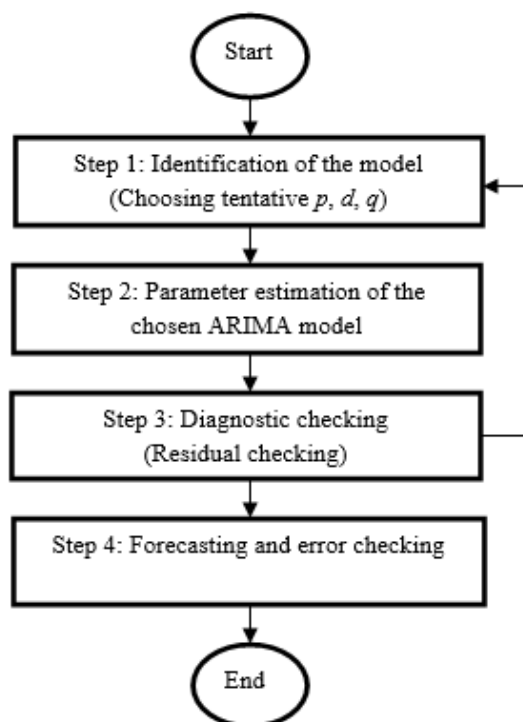 Start
Step 1: Identification of the model
(Choosing tentative p, d, q)
Step 2: Parameter estimation of the
chosen ARIMA model
Step 3: Diagnostic checking
(Residual checking)
Step 4: Forecasting and error checking
End